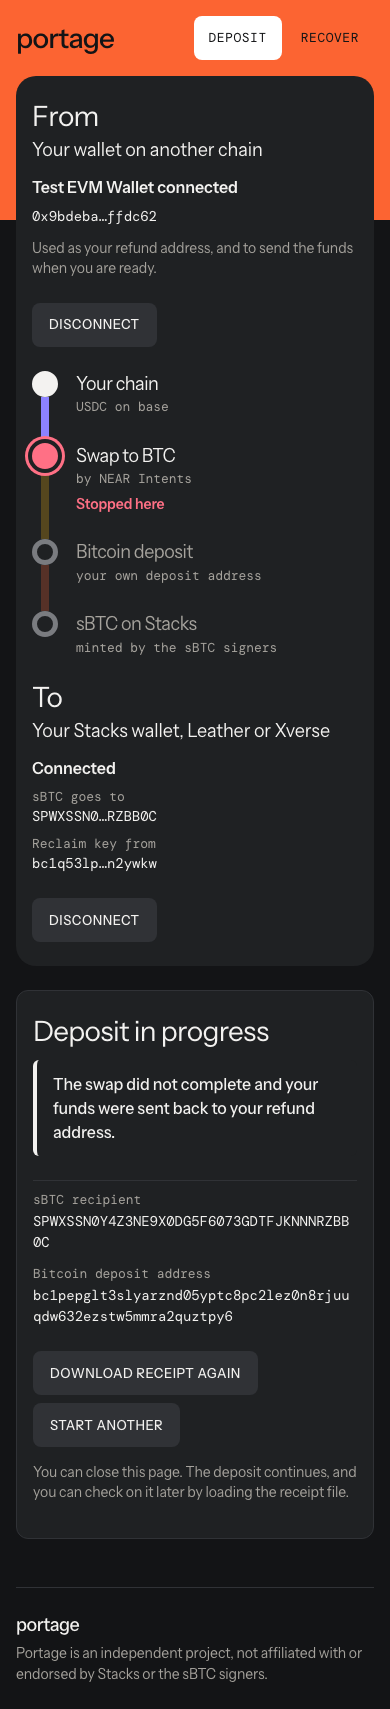 portage
DEPOSIT
RECOVER
From
Your wallet on another chain
Test EVM Wallet connected
0x9bdeba…ffdc62
Used as your refund address, and to send the funds
when you are ready.
DISCONNECT
Your chain
USDC on base
Swap to BTC
by NEAR Intents
Stopped here
Bitcoin deposit
your own deposit address
sBTC on Stacks
minted by the sBTC signers
To
Your Stacks wallet, Leather or Xverse
Connected
sBTC goes to
SPWXSSN0…RZBB0C
Reclaim key from
bc1q53lp…n2ywkw
DISCONNECT
Deposit in progress
The swap did not complete and your
funds were sent back to your refund
address.
sBTC recipient
SPWXSSN0Y4Z3NE9X0DG5F6073GDTFJKNNNRZBB
0C
Bitcoin deposit address
bc1pepglt3slyarznd05yptc8pc2lez0n8rjuu
qdw632ezstw5mmra2quztpy6
DOWNLOAD RECEIPT AGAIN
START ANOTHER
You can close this page. The deposit continues, and
you can check on it later by loading the receipt file.
portage
Portage is an independent project, not affiliated with or
endorsed by Stacks or the sBTC signers.